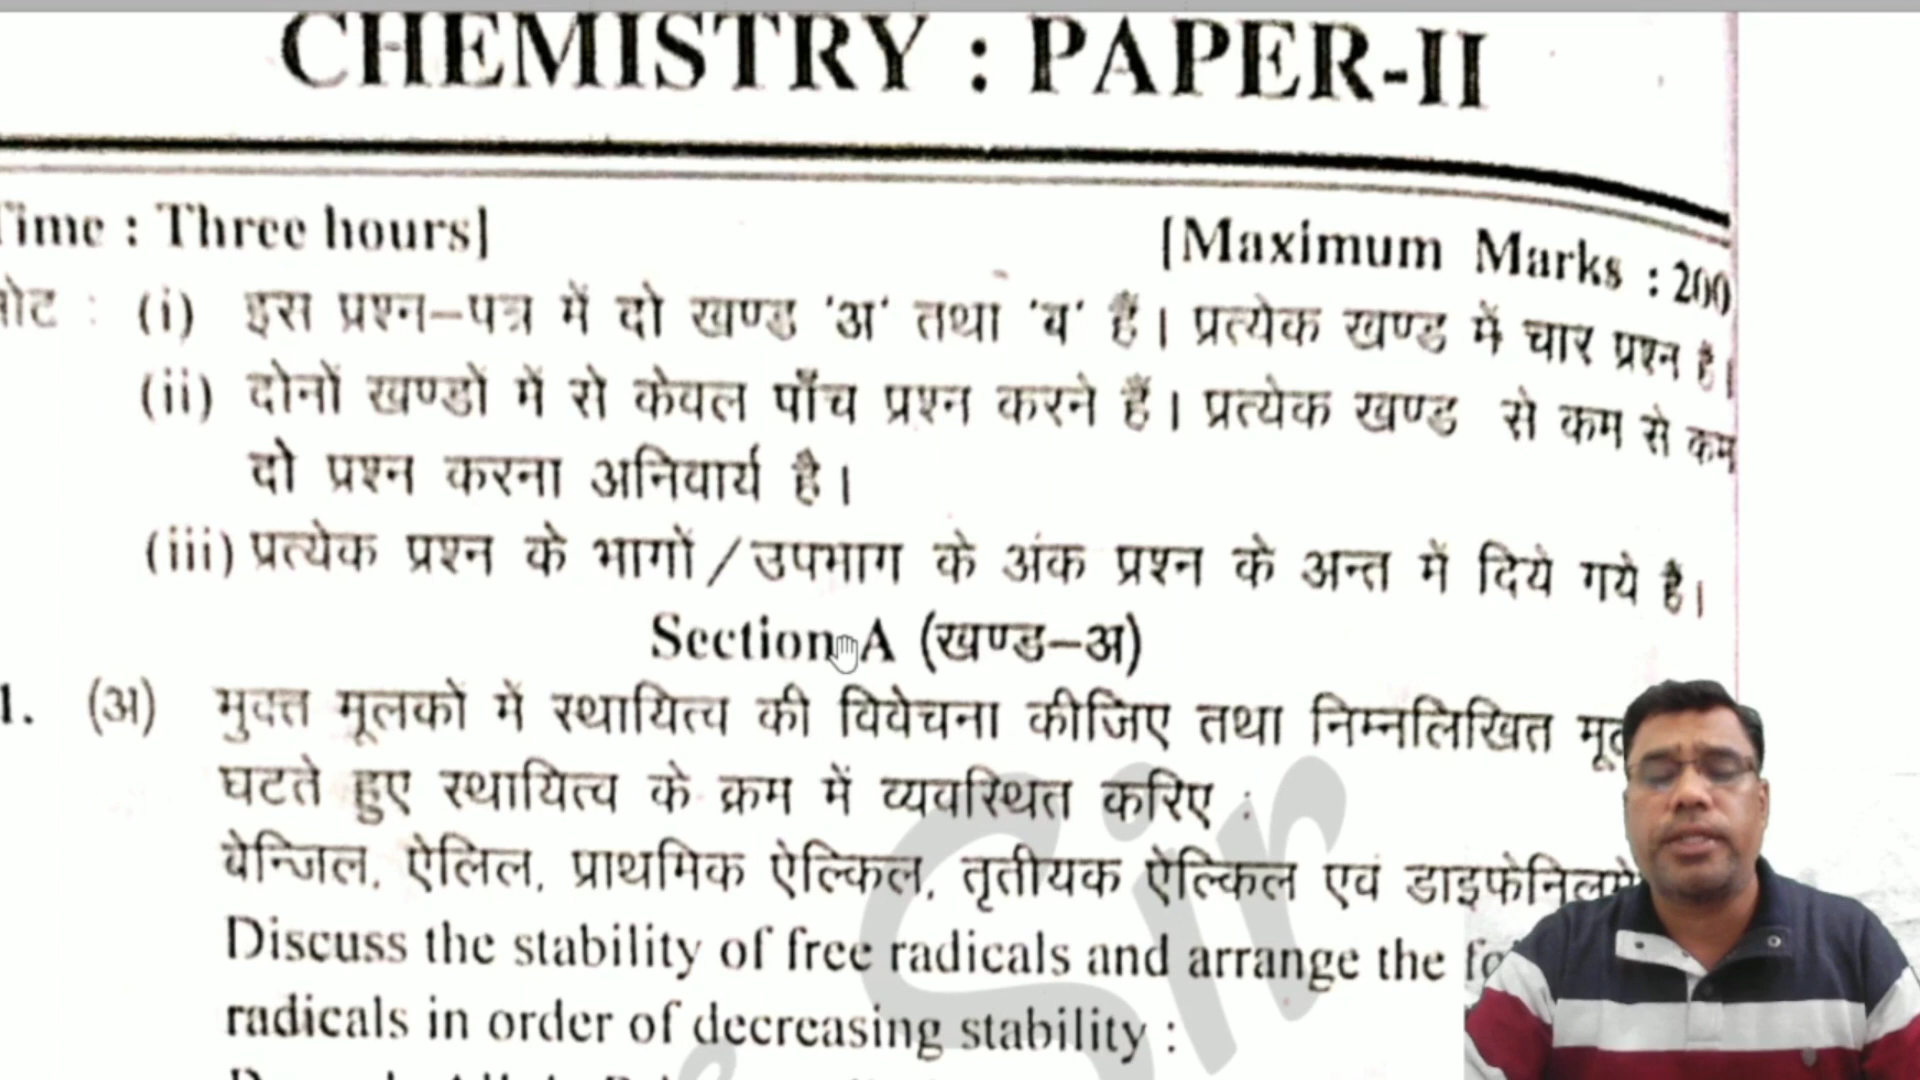 CHEMISTRY : PAPER-II
Time : Three hours]
[Maximum Marks : 200
नोट : (i) इस प्रश्न-पत्र में दो खण्ड 'अ' तथा 'ब' हैं। प्रत्येक खण्ड में चार प्रश्न है।
(ii) दोनों खण्डों में से केवल पाँच प्रश्न करने हैं। प्रत्येक खण्ड से कम से कम
दो प्रश्न करना अनिवार्य है।
(iii) प्रत्येक प्रश्न के भागों/उपभाग के अंक प्रश्न के अन्त में दिये गये है।
Section A (खण्ड-अ)
1. (अ) मुक्त मूलकों में स्थायित्व की विवेचना कीजिए तथा निम्नलिखित
घटते हुए स्थायित्व के क्रम में व्यवस्थित करिए :
बेन्जिल, ऐलिल, प्राथमिक ऐल्किल, तृतीयक ऐल्किल एवं
Discuss the stability of free radicals and arrange the
radicals in order of decreasing stability :
Sir